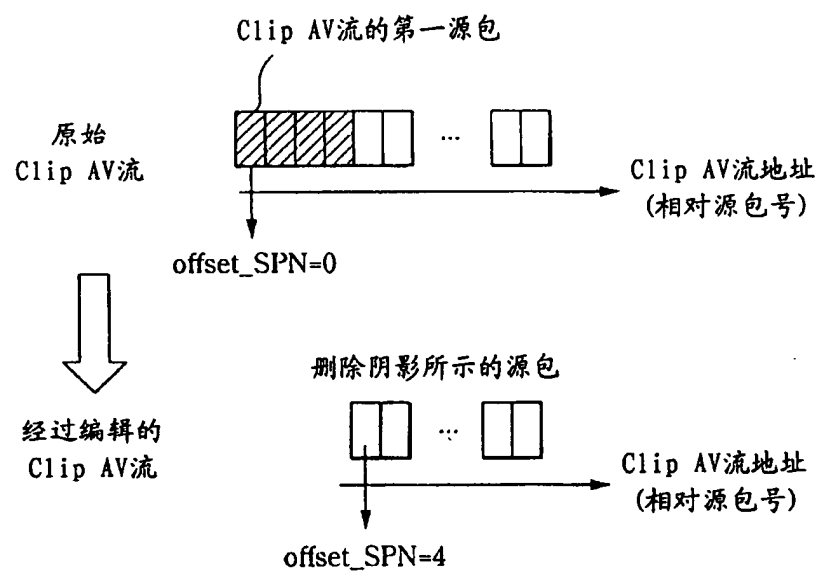 Clip AV流的第一源包
原始
Clip AV流
...
Clip AV流地址
(相对源包号)
offset_SPN=0
删除阴影所示的源包
经过编辑的
Clip AV流
...
Clip AV流地址
(相对源包号)
offset_SPN=4